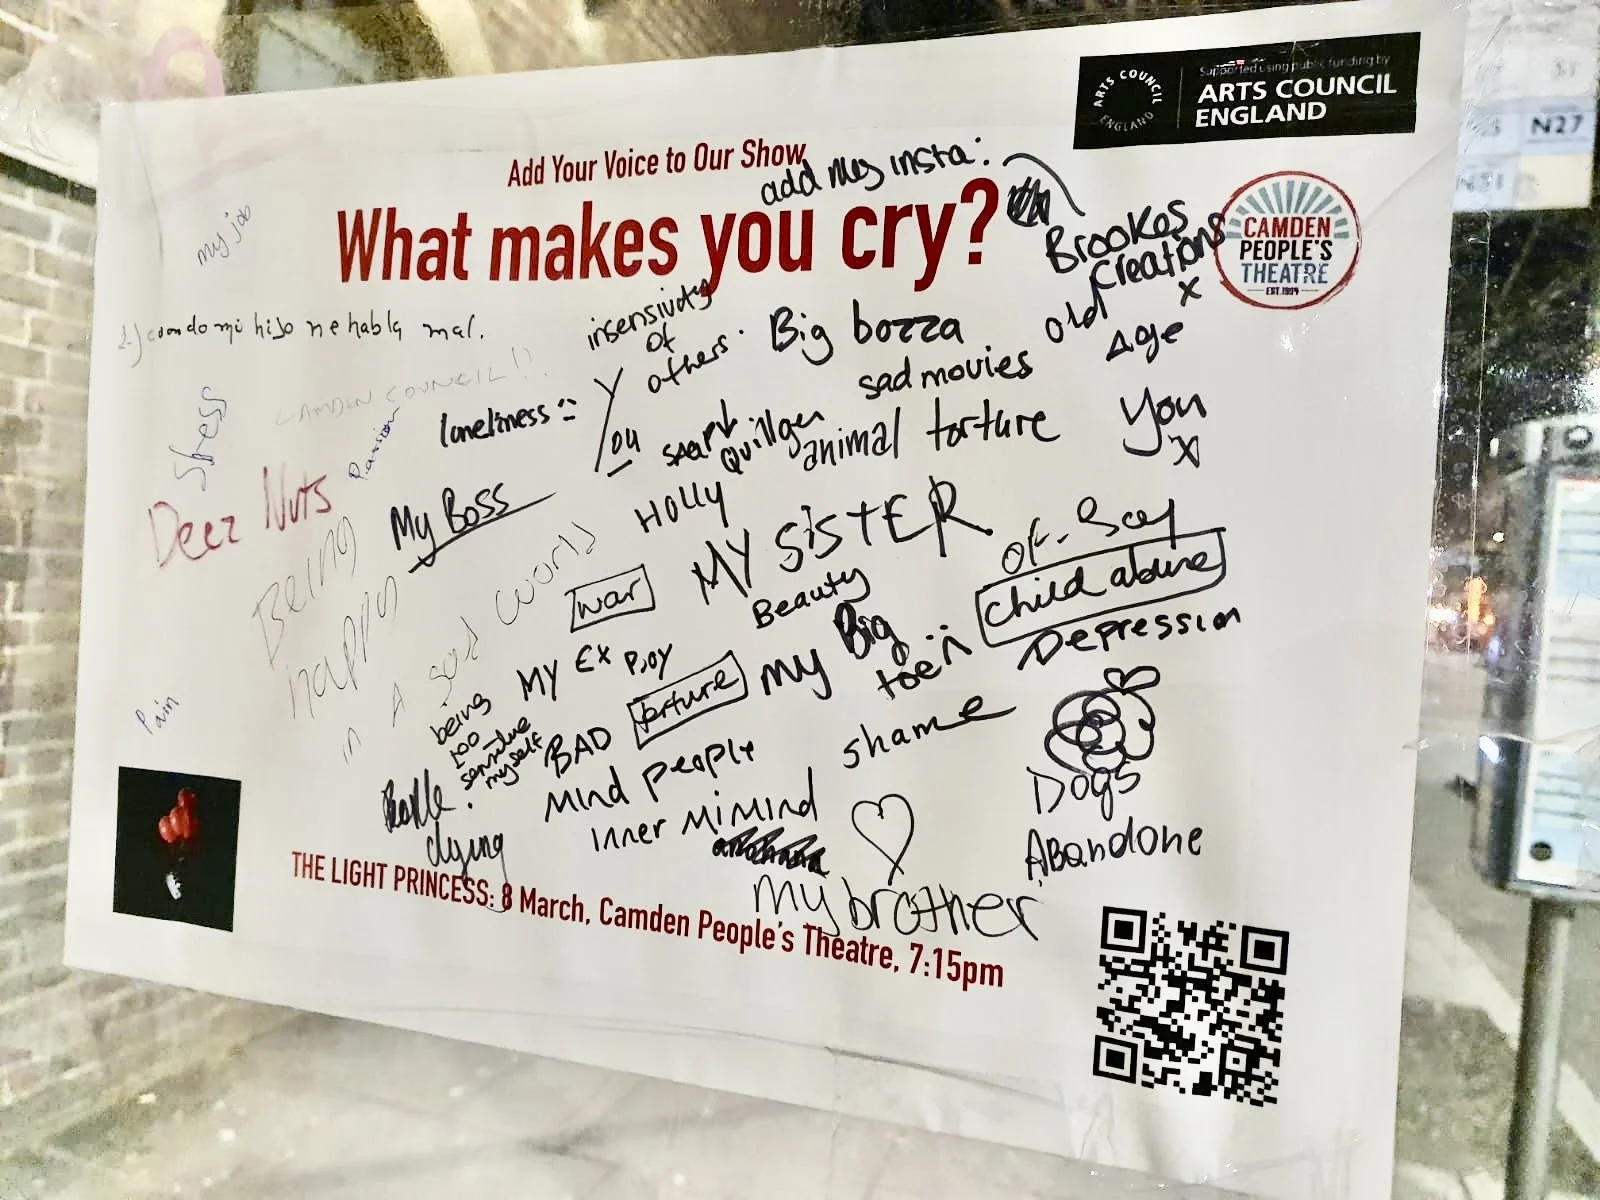 Supported using public funding by
ARTS COUNCIL
ENGLAND
ARTS COUNCIL
ENGLAND
N27
Add Your Voice to Our Show
add my insta:
What makes you cry?
Brookes
Creations
x
CAMDEN
PEOPLE'S
THEATRE
EST. 1994
my job
insensivity
of
others.
Big bozza
old
Age
mi hijo me habla mal.
CAMDEN COUNCIL!!
sad movies
stress
Passion
loneliness
You
Quillgen
animal torture
You
x
Deez Nuts
My Boss
HOLLY
MY SISTER
Being
happy
in A sad world
war
Beauty
child abuse
Depression
MY EX
my Big
toe
Pain
being
too
sensitive
myself
torture
BAD
MIND people
shame
inner
Dogs
Abandone
dying
my brother
THE LIGHT PRINCESS: 8 March, Camden People's Theatre, 7:15pm